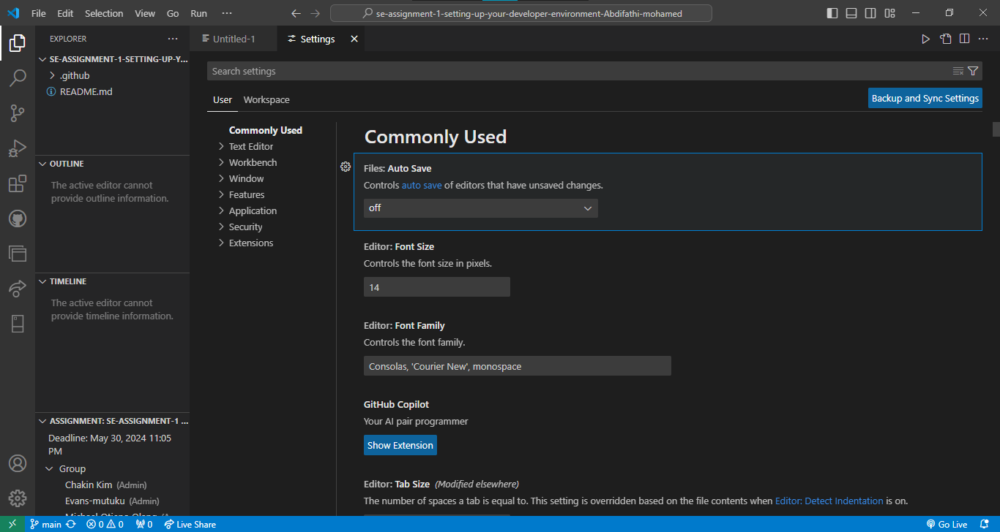 File Edit Selection View Go Run ···
se-assignment-1-setting-up-your-developer-environment-Abdifathi-mohamed
EXPLORER
Untitled-1
Settings
SE-ASSIGNMENT-1-SETTING-UP-Y...
.github
README.md
OUTLINE
The active editor cannot
provide outline information.
TIMELINE
The active editor cannot
provide timeline information.
ASSIGNMENT: SE-ASSIGNMENT-1 ...
Deadline: May 30, 2024 11:05
PM
Group
Chakin Kim (Admin)
Evans-mutuku (Admin)
Search settings
User
Workspace
Backup and Sync Settings
Commonly Used
Text Editor
Workbench
Window
Features
Application
Security
Extensions
Commonly Used
Files: Auto Save
Controls auto save of editors that have unsaved changes.
off
Editor: Font Size
Controls the font size in pixels.
14
Editor: Font Family
Controls the font family.
Consolas, 'Courier New', monospace
GitHub Copilot
Your AI pair programmer
Show Extension
Editor: Tab Size (Modified elsewhere)
The number of spaces a tab is equal to. This setting is overridden based on the file contents when Editor: Detect Indentation is on.
main 0 0 0 Live Share
Go Live